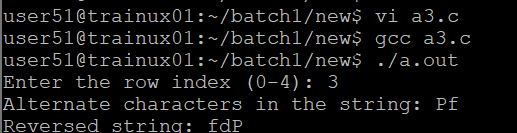 user51@trainux01:~/batch1/new$ vi a3.c
user51@trainux01:~/batch1/new$ gcc a3.c
user51@trainux01:~/batch1/new$ ./a.out
Enter the row index (0-4): 3
Alternate characters in the string: Pf
Reversed string: fdP